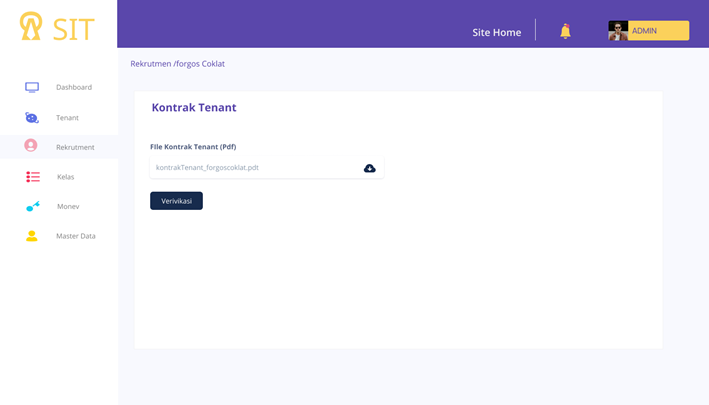 SIT
Site Home
ADMIN
Rekrutmen /forgos Coklat
Dashboard
Tenant
Rekrutment
Kelas
Monev
Master Data
Kontrak Tenant
FIle Kontrak Tenant (Pdf)
kontrakTenant_forgoscoklat.pdt
Verivikasi